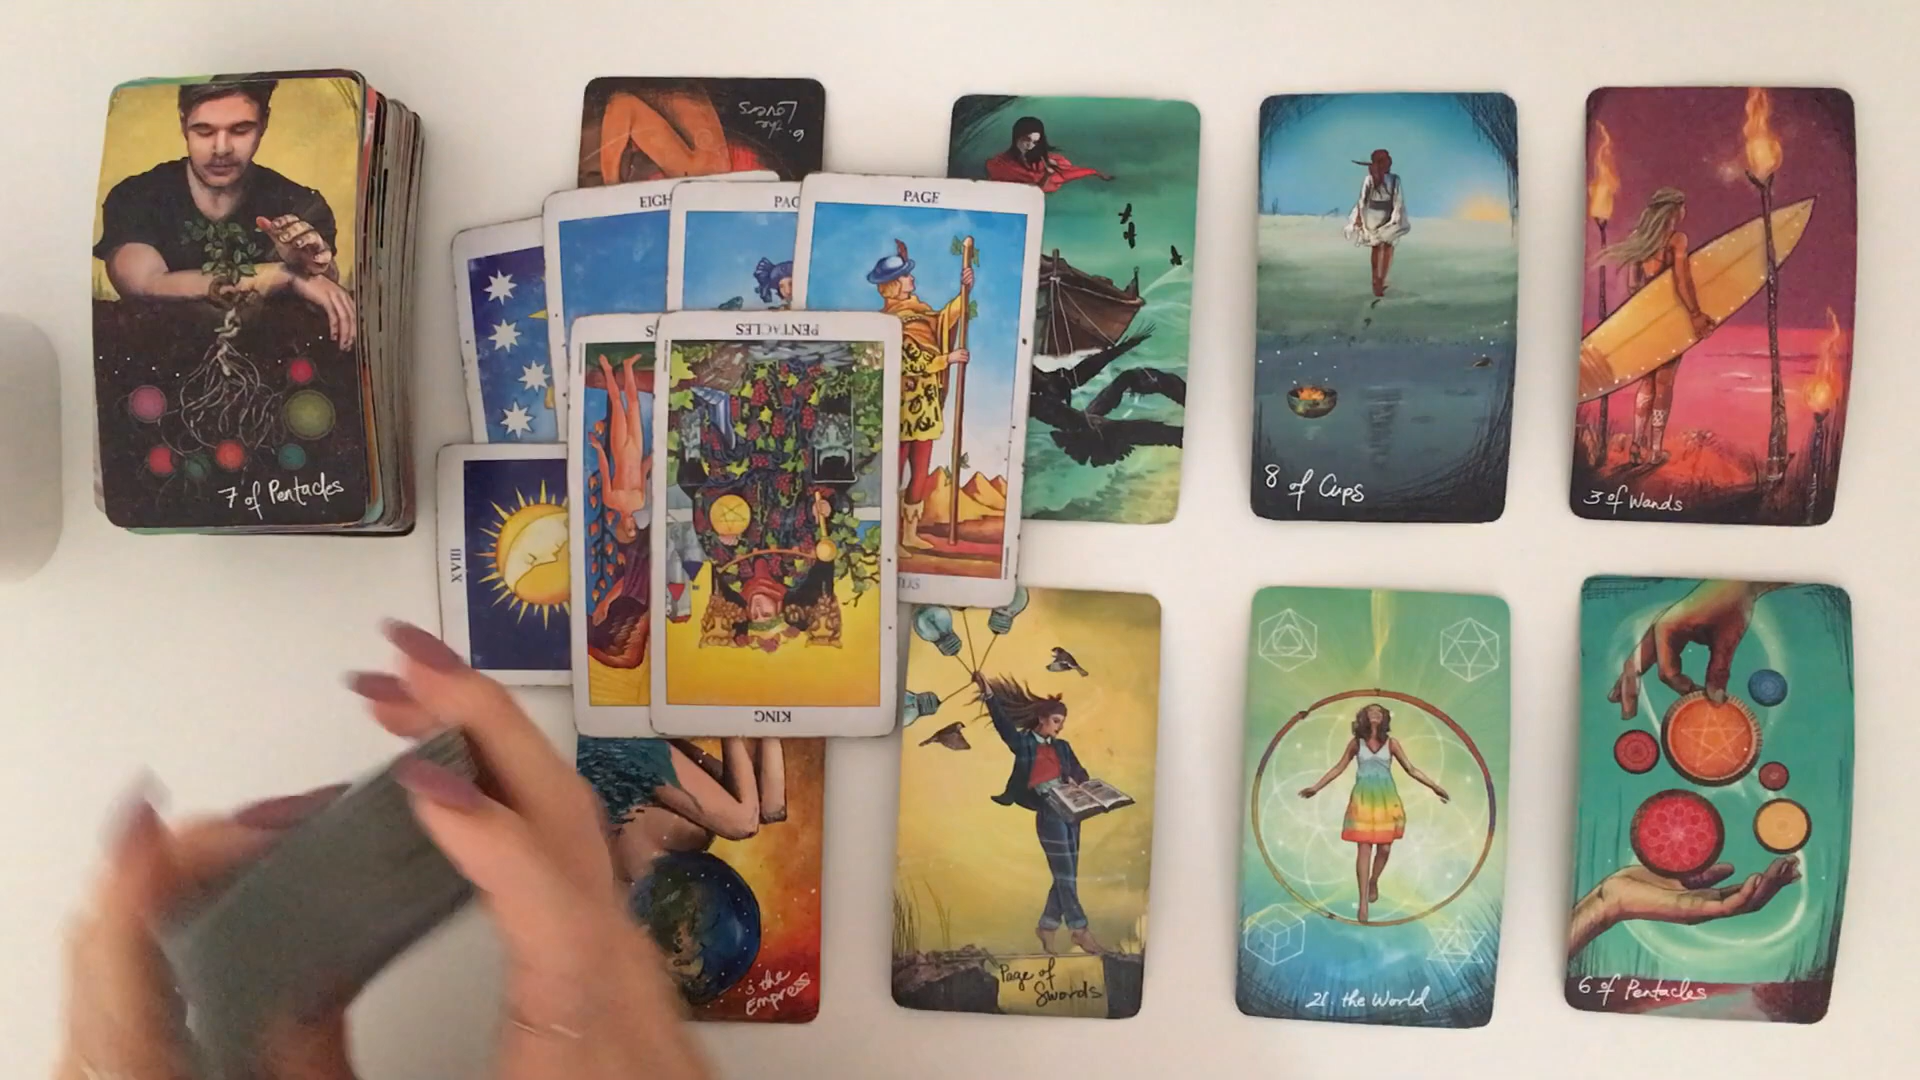 6. the
Lovers
EIGH
PAG
PAGE
PENTACLES
S
KING
XVIII
7 of Pentacles
8 of Cups
3 of Wands
3 the
Empress
Page of
Swords
21. the World
6 of Pentacles